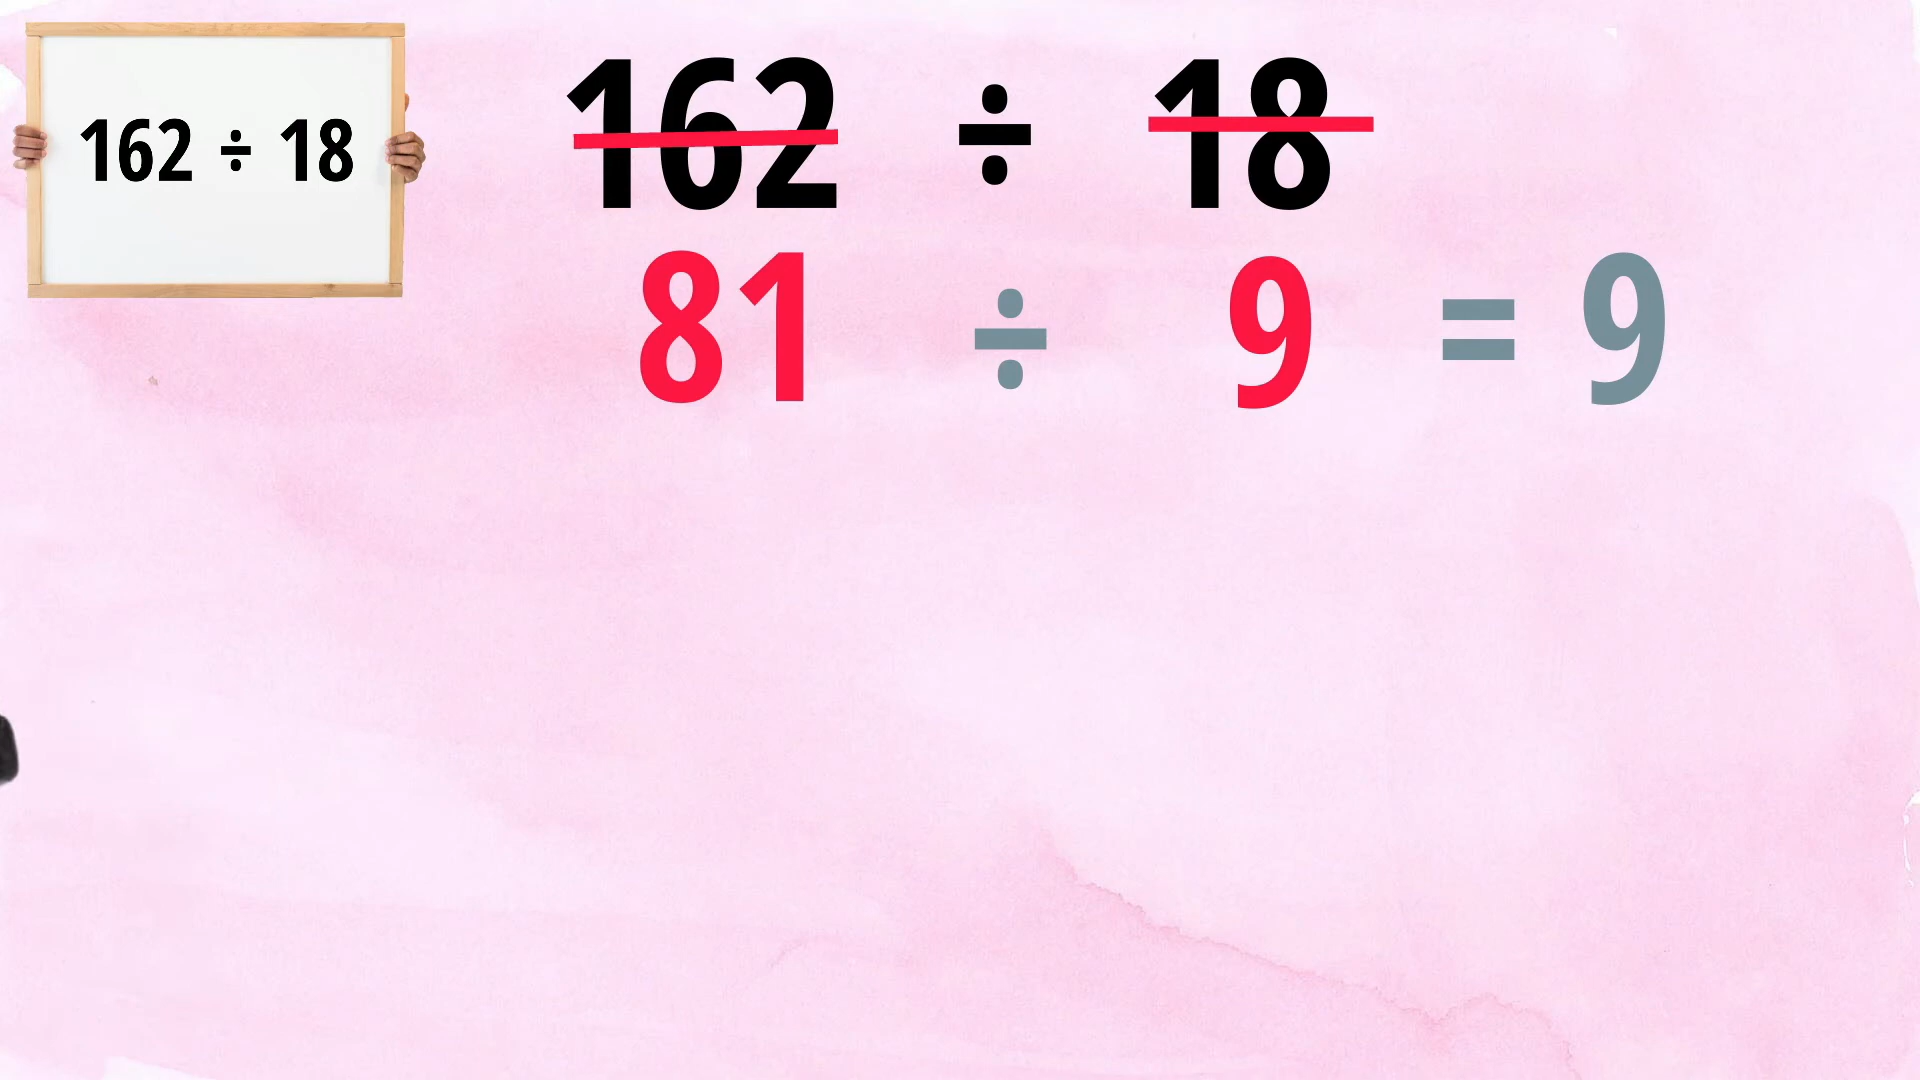 162 ÷ 18
162 ÷ 18
81 ÷ 9 = 9